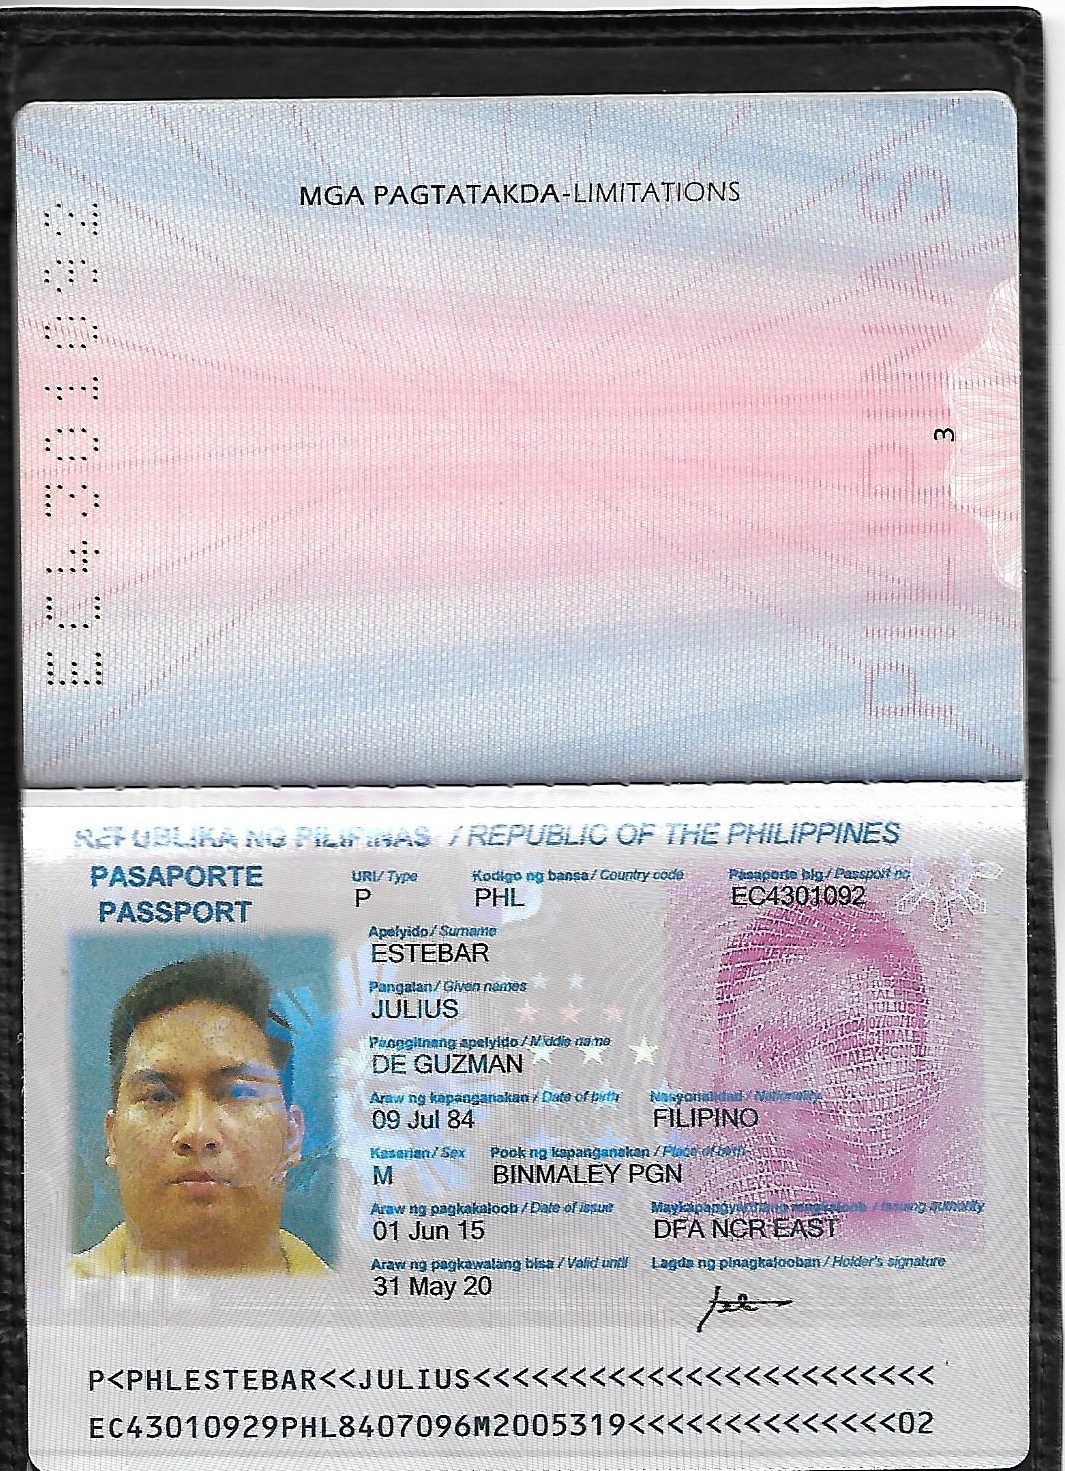 MGA PAGTATAKDA-LIMITATIONS
EC4301092
3
PILIPINAS
REPUBLIKA NG PILIPINAS / REPUBLIC OF THE PHILIPPINES
PASAPORTE
PASSPORT
URI/ Type
P
Kodigo ng bansa / Country code
PHL
Pasaporte blg / Passport no
EC4301092
Apelyido / Surname
ESTEBAR
Pangalan / Given names
JULIUS
Panggitnang apelyido / Middle name
DE GUZMAN
Araw ng kapanganakan / Date of birth
09 Jul 84
Nasyonalidad / Nationality
FILIPINO
Kasarian / Sex
M
Pook ng kapanganakan / Place of birth
BINMALEY PGN
Araw ng pagkakaloob / Date of issue
01 Jun 15
Maykapangyarihang magkaloob / Issuing authority
DFA NCR EAST
Araw ng pagkawalang bisa / Valid until
31 May 20
Lagda ng pinagkalooban / Holder's signature
P<PHLESTEBAR<<JULIUS<<<<<<<<<<<<<<<<<<<<<<<<
EC43010929PHL8407096M2005319<<<<<<<<<<<<<<02